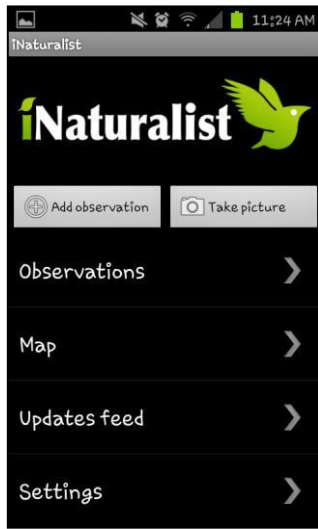 11:24 AM
iNaturalist
iNaturalist
Add observation
Take picture
Observations
Map
Updates feed
Settings